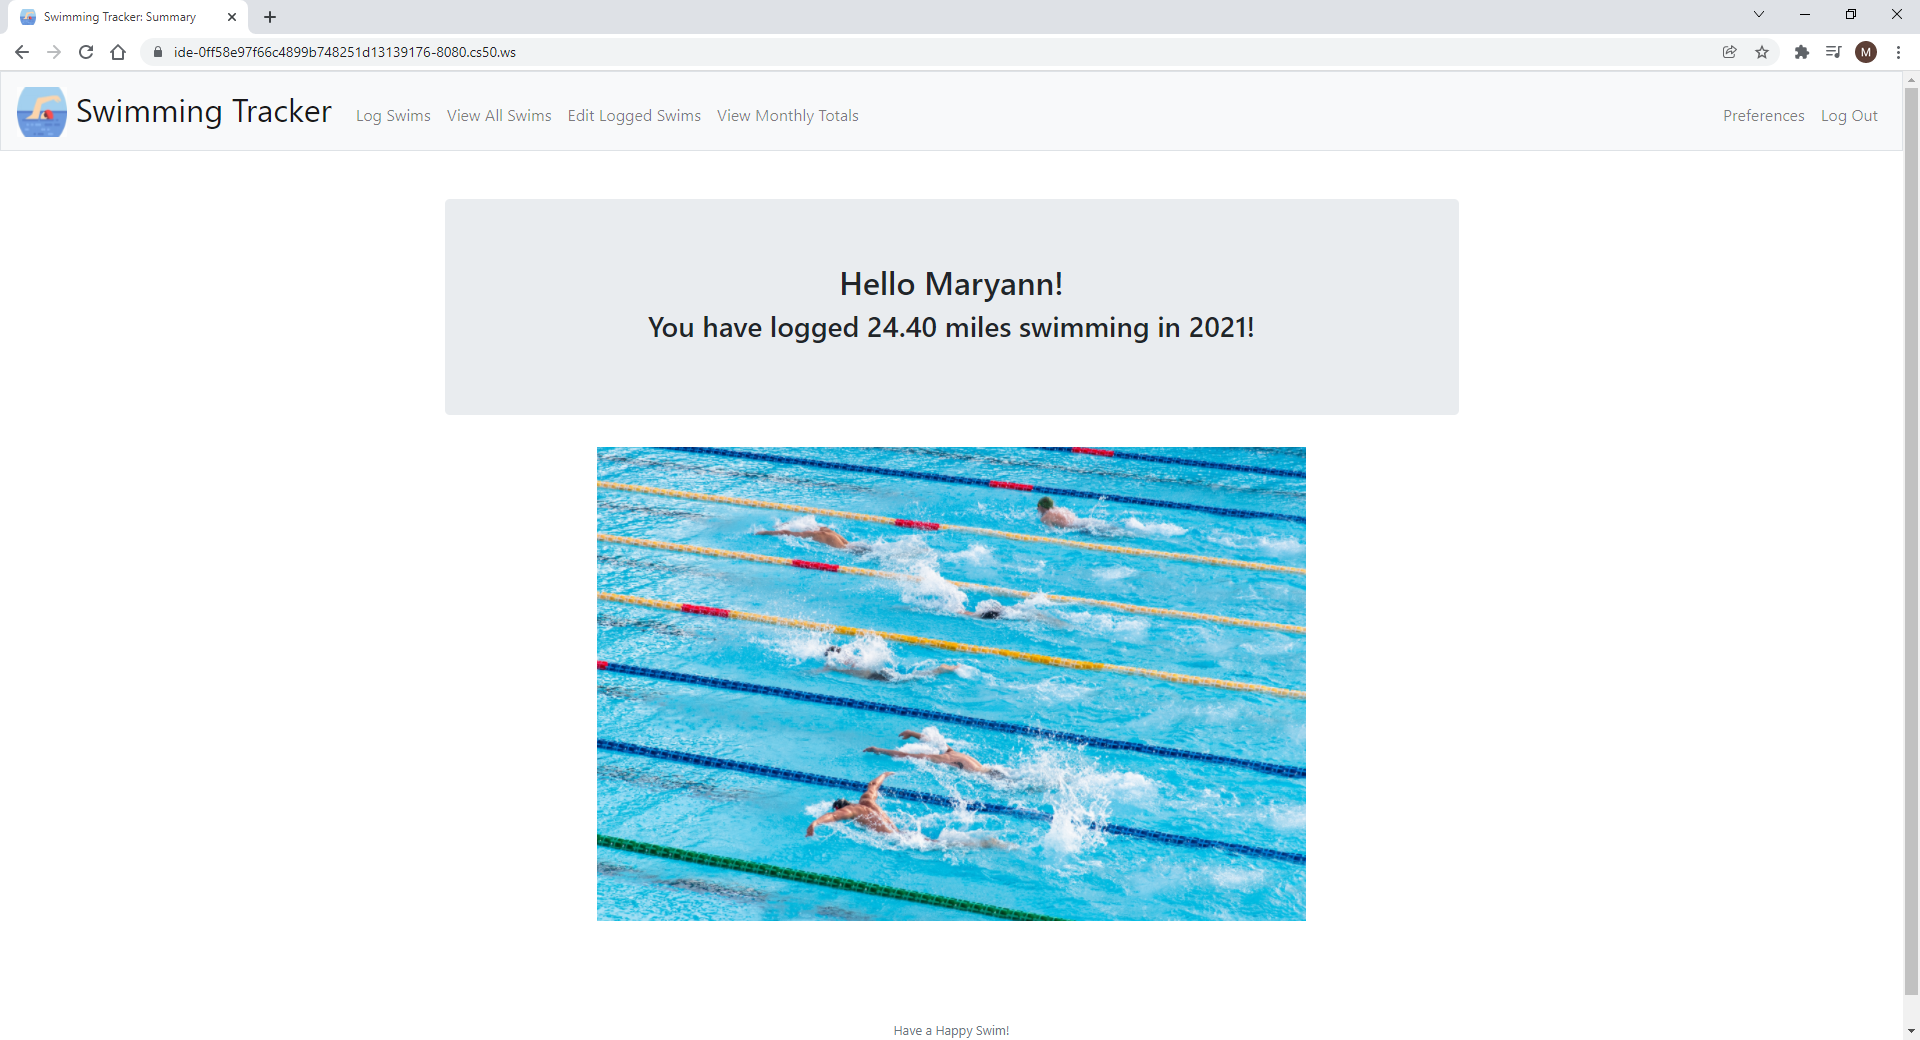 Swimming Tracker: Summary
ide-0ff58e97f66c4899b748251d13139176-8080.cs50.ws
M
Swimming Tracker Log Swims View All Swims Edit Logged Swims View Monthly Totals Preferences Log Out
Hello Maryann!
You have logged 24.40 miles swimming in 2021!
Have a Happy Swim!